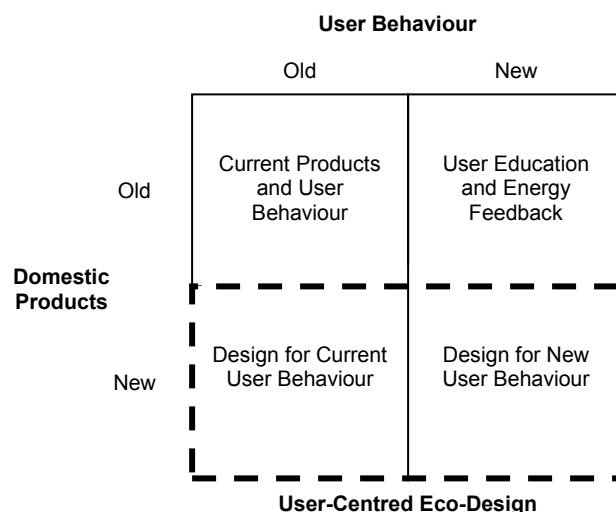 User Behaviour
Old New
Current Products
and User
Behaviour
User Education
and Energy
Feedback
Old
Domestic
Products
Design for Current
User Behaviour
Design for New
User Behaviour
New
User-Centred Eco-Design